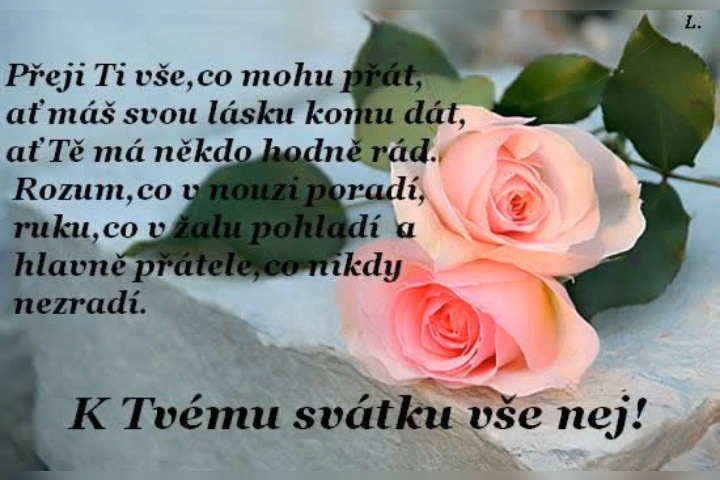 L.
Přeji Ti vše,co mohu přát,
ať máš svou lásku komu dát,
ať Tě má někdo hodně rád.
Rozum,co v nouzi poradí,
ruku,co v žalu pohladí a
hlavně přátele,co nikdy
nezradí.
K Tvému svátku vše nej!